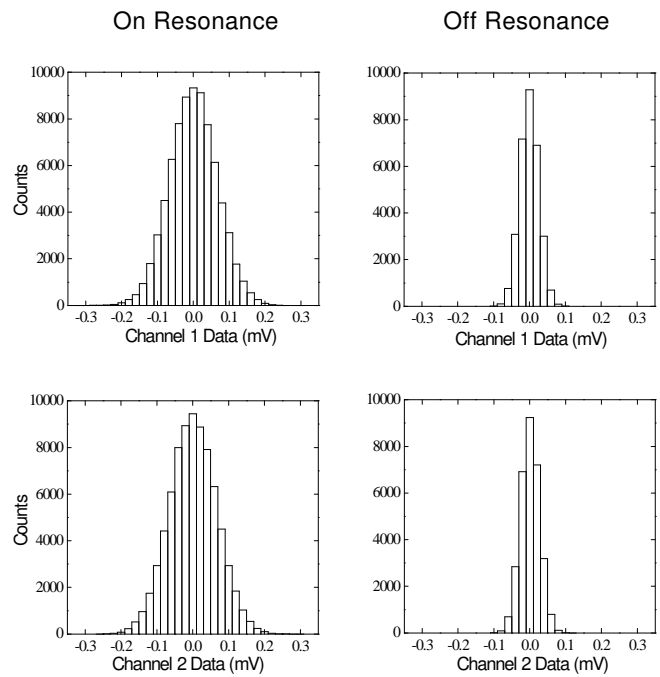 On Resonance Off Resonance
10000 10000
8000 8000
6000 6000
Counts
4000 4000
2000 2000
0 0
-0.3 -0.2 -0.1 0.0 0.1 0.2 0.3 -0.3 -0.2 -0.1 0.0 0.1 0.2 0.3
Channel 1 Data (mV) Channel 1 Data (mV)
10000 10000
8000 8000
6000 6000
Counts
4000 4000
2000 2000
0 0
-0.3 -0.2 -0.1 0.0 0.1 0.2 0.3 -0.3 -0.2 -0.1 0.0 0.1 0.2 0.3
Channel 2 Data (mV) Channel 2 Data (mV)